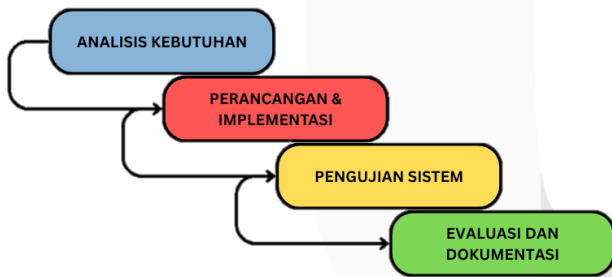 ANALISIS KEBUTUHAN
PERANCANGAN &
IMPLEMENTASI
PENGUJIAN SISTEM
EVALUASI DAN
DOKUMENTASI